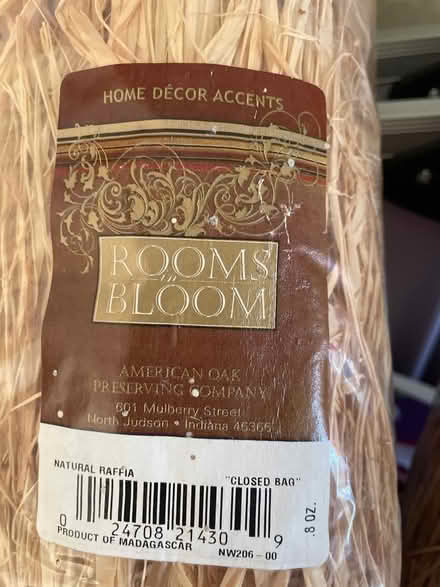 HOME DÉCOR ACCENTS
ROOMS
IN
BLOOM
AMERICAN OAK
PRESERVING COMPANY
601 Mulberry Street
North Judson • Indiana 46366
NATURAL RAFFIA "CLOSED BAG"
0 24708 21430 9
PRODUCT OF MADAGASCAR NW206-00
.8 OZ.